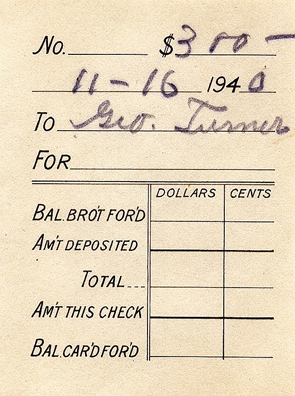 No. $3 00 —
11 - 16 1940
To Geo. Turner
FOR
DOLLARS CENTS
BAL. BRO'T FOR'D
AM'T DEPOSITED
TOTAL
AM'T THIS CHECK
BAL. CAR'D FOR'D